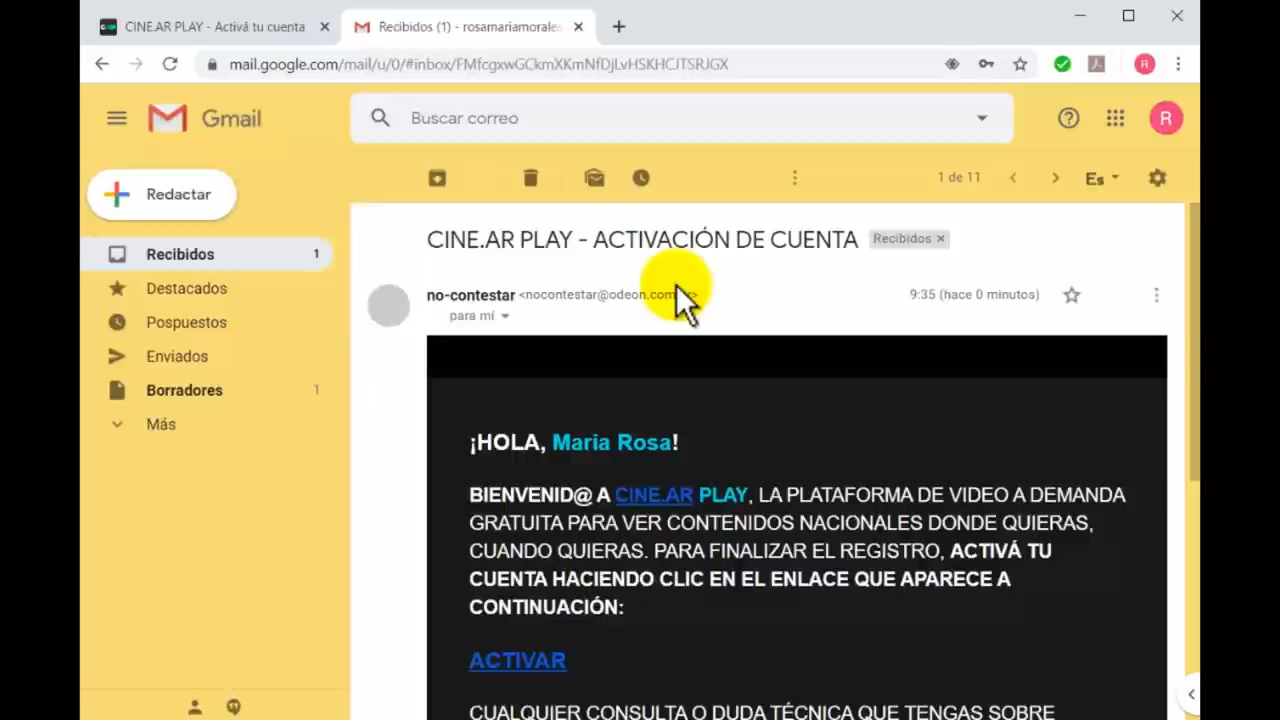 CINE.AR PLAY - Activá tu cuenta
Recibidos (1) - rosamariamorale
mail.google.com/mail/u/0/#inbox/FMfcgxwGCkmXKmNfDjLvHSKHCJTSRJGX
R
Gmail
Buscar correo
R
Redactar
1 de 11
Es
Recibidos 1
Destacados
Pospuestos
Enviados
Borradores 1
Más
CINE.AR PLAY - ACTIVACIÓN DE CUENTA Recibidos ×
no-contestar <nocontestar@odeon.com
9:35 (hace 0 minutos)
para mí
¡HOLA, Maria Rosa!
BIENVENID@ A CINE.AR PLAY, LA PLATAFORMA DE VIDEO A DEMANDA
GRATUITA PARA VER CONTENIDOS NACIONALES DONDE QUIERAS,
CUANDO QUIERAS. PARA FINALIZAR EL REGISTRO, ACTIVÁ TU
CUENTA HACIENDO CLIC EN EL ENLACE QUE APARECE A
CONTINUACIÓN:
ACTIVAR
CUALQUIER CONSULTA O DUDA TÉCNICA QUE TENGAS SOBRE